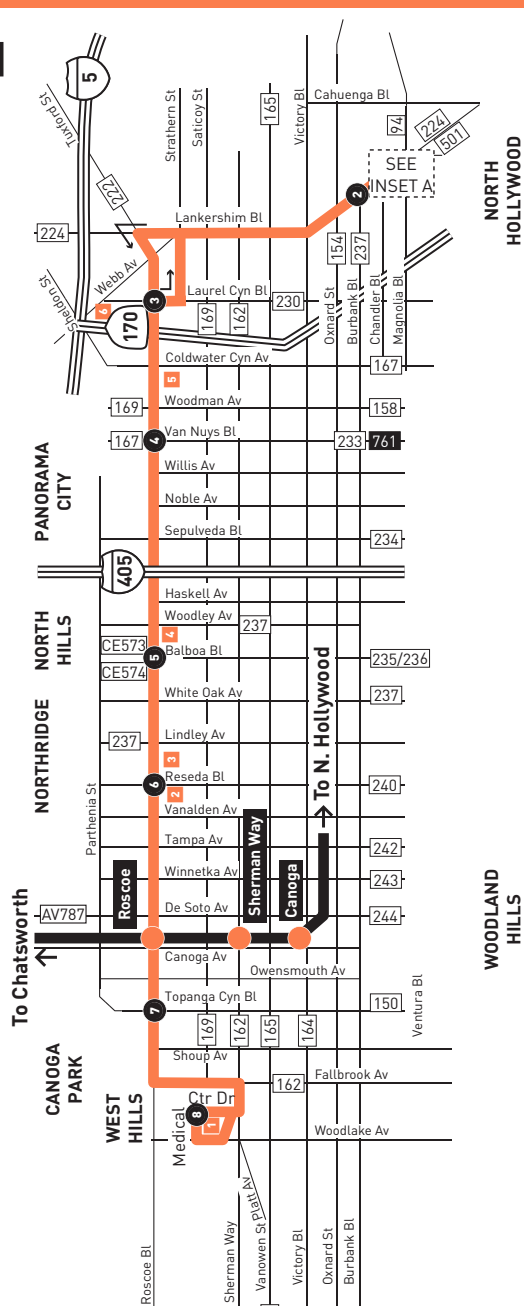 5
Tuxford St
222
Strathern St
Saticoy St
165
Victory Bl
Cahuenga Bl
94
224
501
SEE
INSET A
NORTH
HOLLYWOOD
2
Lankershim Bl
224
Webb Av
154
237
Sheldon St
6
170
3
Laurel Cyn Bl
230
169
162
Oxnard St
Burbank Bl
Chandler Bl
Magnolia Bl
Coldwater Cyn Av
167
5
169
Woodman Av
158
167
4
Van Nuys Bl
233
761
PANORAMA
CITY
Willis Av
Noble Av
Sepulveda Bl
234
405
Haskell Av
Woodley Av
237
NORTH
HILLS
CE573
CE574
4
5
Balboa Bl
235/236
White Oak Av
237
NORTHRIDGE
237
Lindley Av
3
6
Reseda Bl
2
240
To N. Hollywood
Parthenia St
Vanalden Av
Tampa Av
242
Winnetka Av
243
Roscoe
Sherman Way
Canoga
De Soto Av
244
AV787
To Chatsworth
Canoga Av
Owensmouth Av
WOODLAND
HILLS
7
Topanga Cyn Bl
150
Ventura Bl
169
162
165
164
Shoup Av
CANOGA
PARK
162
Fallbrook Av
WEST
HILLS
Medical
Ctr Dr
8
1
Woodlake Av
Platt Av
Roscoe Bl
Sherman Way
Vanowen St
Victory Bl
Oxnard St
Burbank Bl